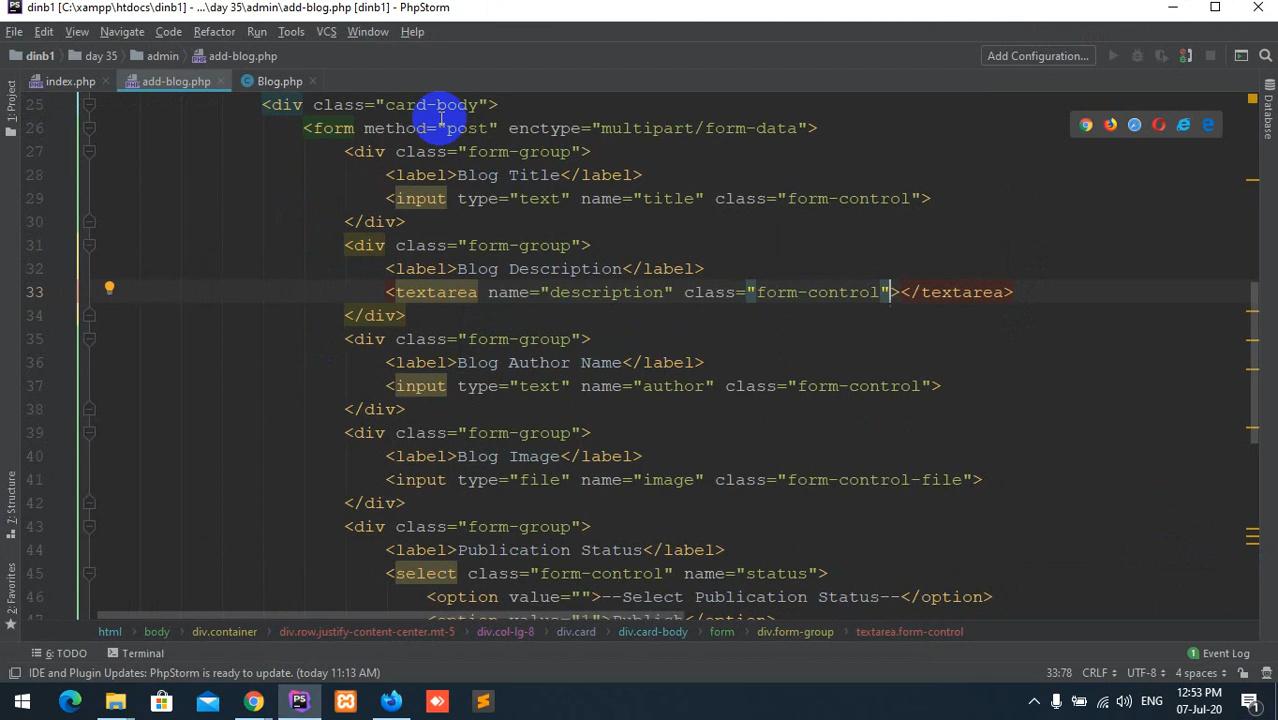 dinb1 [C:\xampp\htdocs\dinb1] - ...\day 35\admin\add-blog.php [dinb1] - PhpStorm
File Edit View Navigate Code Refactor Run Tools VCS Window Help
dinb1 day 35 admin add-blog.php Add Configuration...
index.php add-blog.php Blog.php
1: Project
Database
25 <div class="card-body">
26 <form method="post" enctype="multipart/form-data">
27 <div class="form-group">
28 <label>Blog Title</label>
29 <input type="text" name="title" class="form-control">
30 </div>
31 <div class="form-group">
32 <label>Blog Description</label>
33 <textarea name="description" class="form-control"></textarea>
34 </div>
35 <div class="form-group">
36 <label>Blog Author Name</label>
37 <input type="text" name="author" class="form-control">
38 </div>
39 <div class="form-group">
40 <label>Blog Image</label>
41 <input type="file" name="image" class="form-control-file">
42 </div>
43 <div class="form-group">
44 <label>Publication Status</label>
45 <select class="form-control" name="status">
46 <option value="">--Select Publication Status--</option>
47 <option value="1">Publish</option>
7: Structure
2: Favorites
html body div.container div.row.justify-content-center.mt-5 div.col-lg-8 div.card div.card-body form div.form-group textarea.form-control
6: TODO Terminal 1 Event Log
IDE and Plugin Updates: PhpStorm is ready to update. (today 11:13 AM) 33:78 CRLF UTF-8 4 spaces
ENG 12:53 PM
07-Jul-20